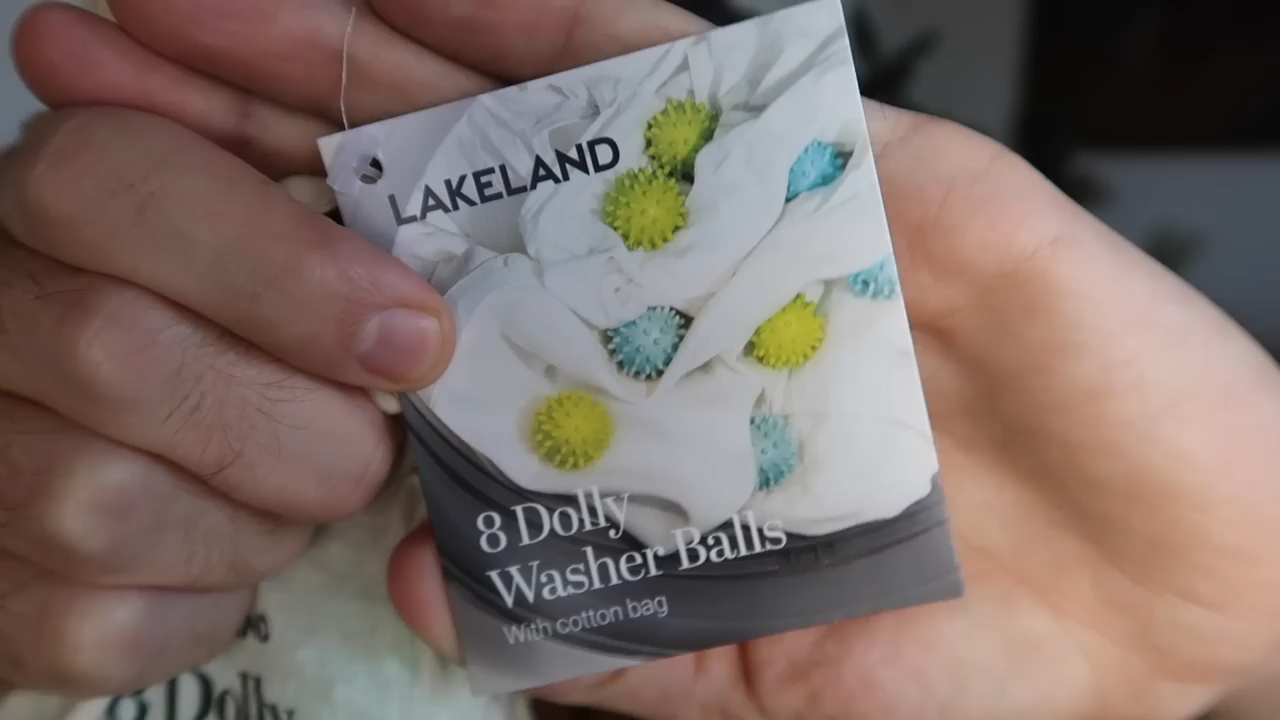 LAKELAND
8 Dolly
Washer Balls
With cotton bag
8 Dolly